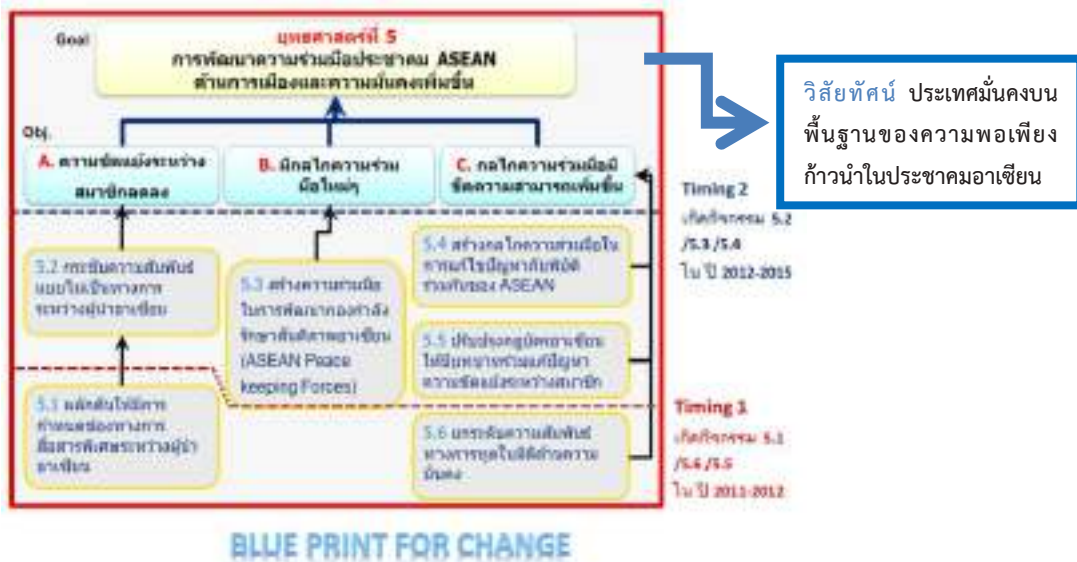 Goal
ยุทธศาสตร์ที่ 5
การพัฒนาความร่วมมือประชาคม ASEAN
ด้านการเมืองและความมั่นคงเพิ่มขึ้น
วิสัยทัศน์ ประเทศมั่นคงบน
พื้นฐานของความพอเพียง
ก้าวนำในประชาคมอาเซียน
Obj.
A. ความขัดแย้งระหว่าง
สมาชิกลดลง
B. มีกลไกความร่วม
มือใหม่ๆ
C. กลไกความร่วมมือมี
ขีดความสามารถเพิ่มขึ้น
Timing 2
เกิดกิจกรรม 5.2
/5.3 /5.4
ใน ปี 2012-2015
5.2 กระชับความสัมพันธ์
แบบไม่เป็นทางการ
ระหว่างผู้นำอาเซียน
5.3 สร้างความร่วมมือ
ในการพัฒนากองกำลัง
รักษาสันติภาพอาเซียน
(ASEAN Peace
keeping Forces)
5.4 สร้างกลไกความร่วมมือใน
การแก้ไขปัญหาภัยพิบัติ
ร่วมกันของ ASEAN
5.5 ปรับปรุงกฎบัตรอาเซียน
ให้มีบทบาทร่วมแก้ปัญหา
ความขัดแย้งระหว่างสมาชิก
5.1 ผลักดันให้มีการ
กำหนดช่องทางการ
สื่อสารพิเศษระหว่างผู้นำ
อาเซียน
5.6 ยกระดับความสัมพันธ์
ทางการทูตในมิติด้านความ
มั่นคง
Timing 1
เกิดกิจกรรม 5.1
/5.6 /5.5
ใน ปี 2011-2012
BLUE PRINT FOR CHANGE